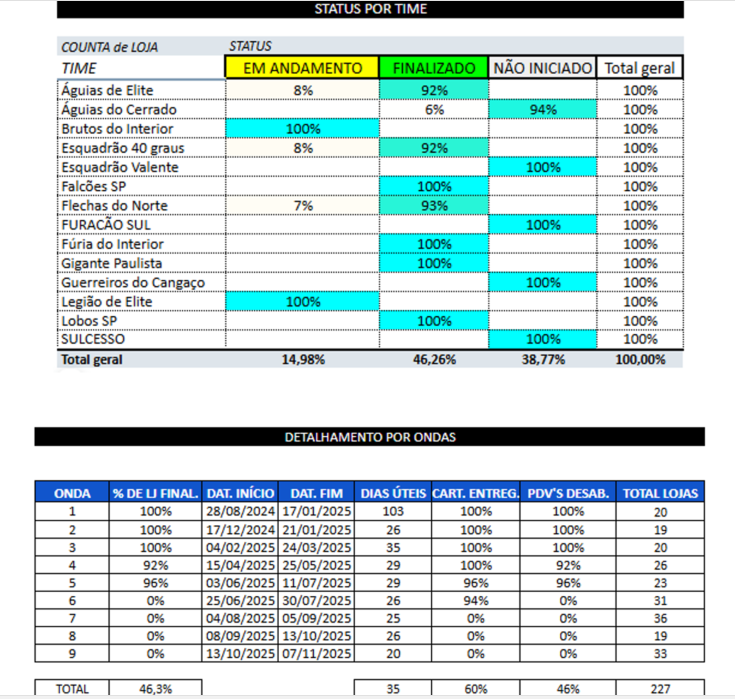 STATUS POR TIME
COUNTA de LOJA STATUS
TIME EM ANDAMENTO FINALIZADO NÃO INICIADO Total geral
Águias de Elite 8% 92% 100%
Águias do Cerrado 6% 94% 100%
Brutos do Interior 100% 100%
Esquadrão 40 graus 8% 92% 100%
Esquadrão Valente 100% 100%
Falcões SP 100% 100%
Flechas do Norte 7% 93% 100%
FURACÃO SUL 100% 100%
Fúria do Interior 100% 100%
Gigante Paulista 100% 100%
Guerreiros do Cangaço 100% 100%
Legião de Elite 100% 100%
Lobos SP 100% 100%
SULCESSO 100% 100%
Total geral 14,98% 46,26% 38,77% 100,00%
DETALHAMENTO POR ONDAS
ONDA % DE LJ FINAL. DAT. INÍCIO DAT. FIM DIAS ÚTEIS CART. ENTREG. PDV'S DESAB. TOTAL LOJAS
1 100% 28/08/2024 17/01/2025 103 100% 100% 20
2 100% 17/12/2024 21/01/2025 26 100% 100% 19
3 100% 04/02/2025 24/03/2025 35 100% 100% 20
4 92% 15/04/2025 25/05/2025 29 100% 92% 26
5 96% 03/06/2025 11/07/2025 29 96% 96% 23
6 0% 25/06/2025 30/07/2025 26 94% 0% 31
7 0% 04/08/2025 05/09/2025 25 0% 0% 36
8 0% 08/09/2025 13/10/2025 26 0% 0% 19
9 0% 13/10/2025 07/11/2025 20 0% 0% 33
TOTAL 46,3% 35 60% 46% 227